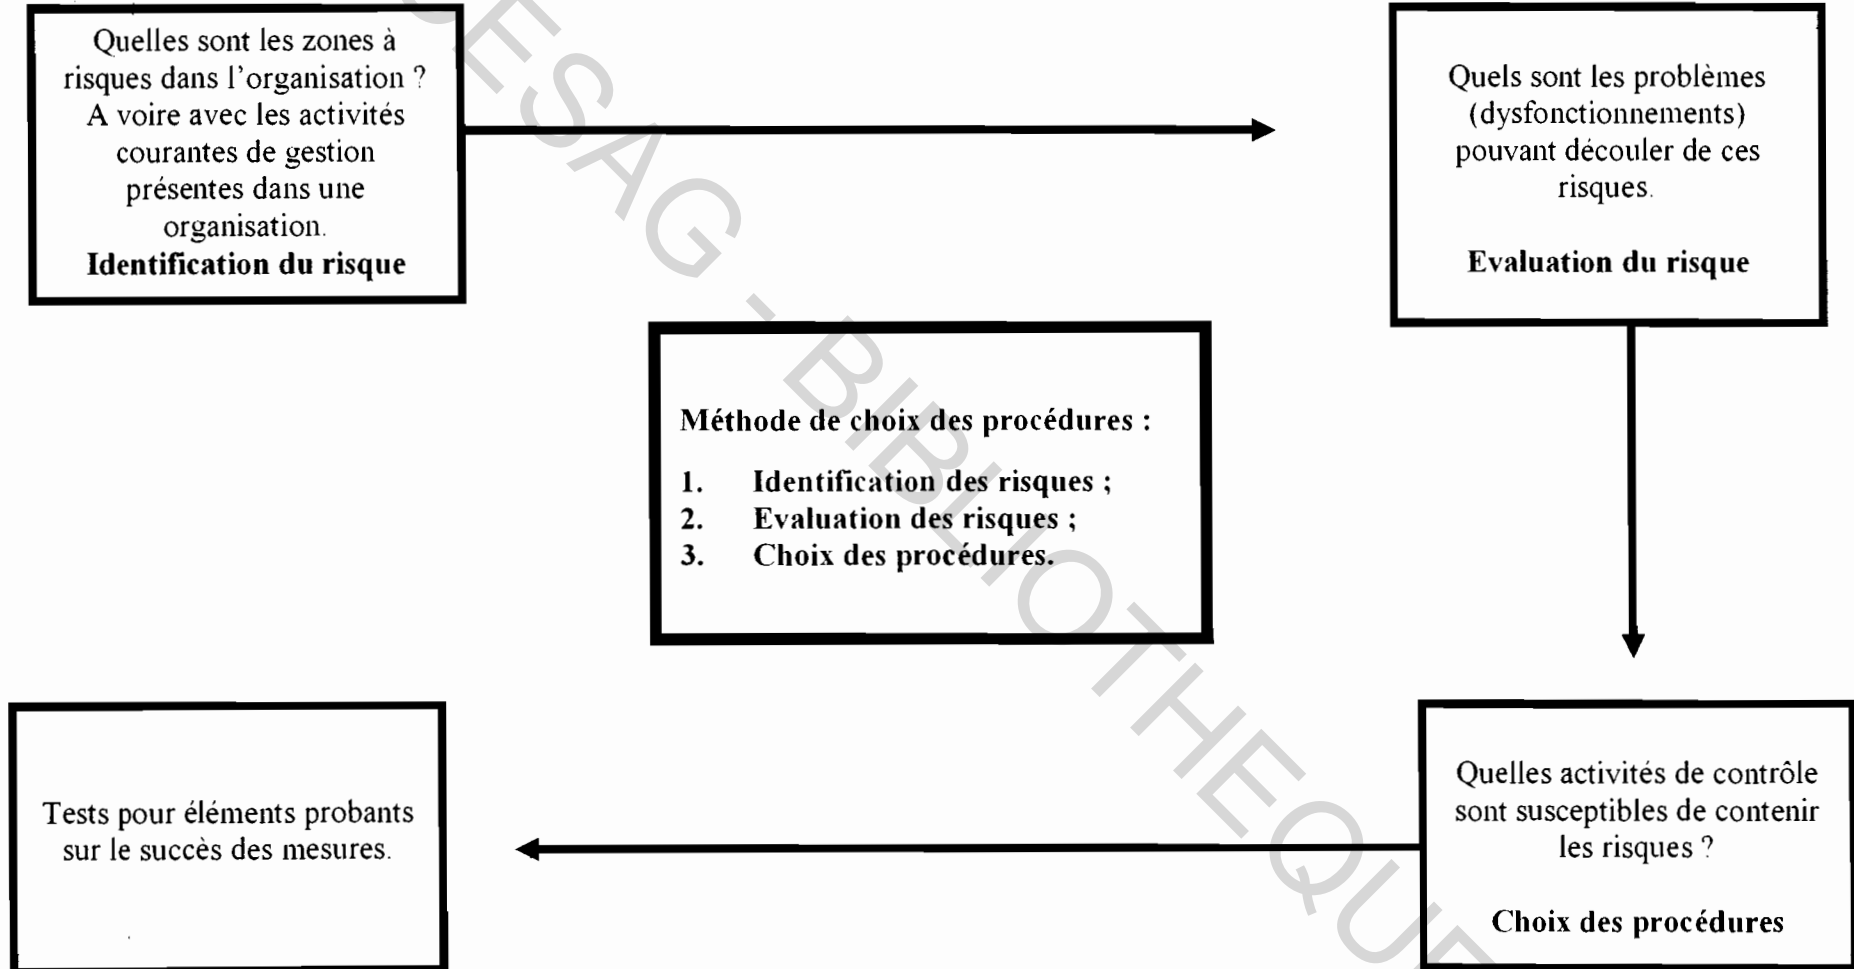 Quelles sont les zones à
risques dans l'organisation ?
A voire avec les activités
courantes de gestion
présentes dans une
organisation.
Identification du risque
Quels sont les problèmes
(dysfonctionnements)
pouvant découler de ces
risques.
Evaluation du risque
Méthode de choix des procédures :
1. Identification des risques ;
2. Evaluation des risques ;
3. Choix des procédures.
Quelles activités de contrôle
sont susceptibles de contenir
les risques ?
Choix des procédures
Tests pour éléments probants
sur le succès des mesures.
ESAG - BIBLIOTHEQUE